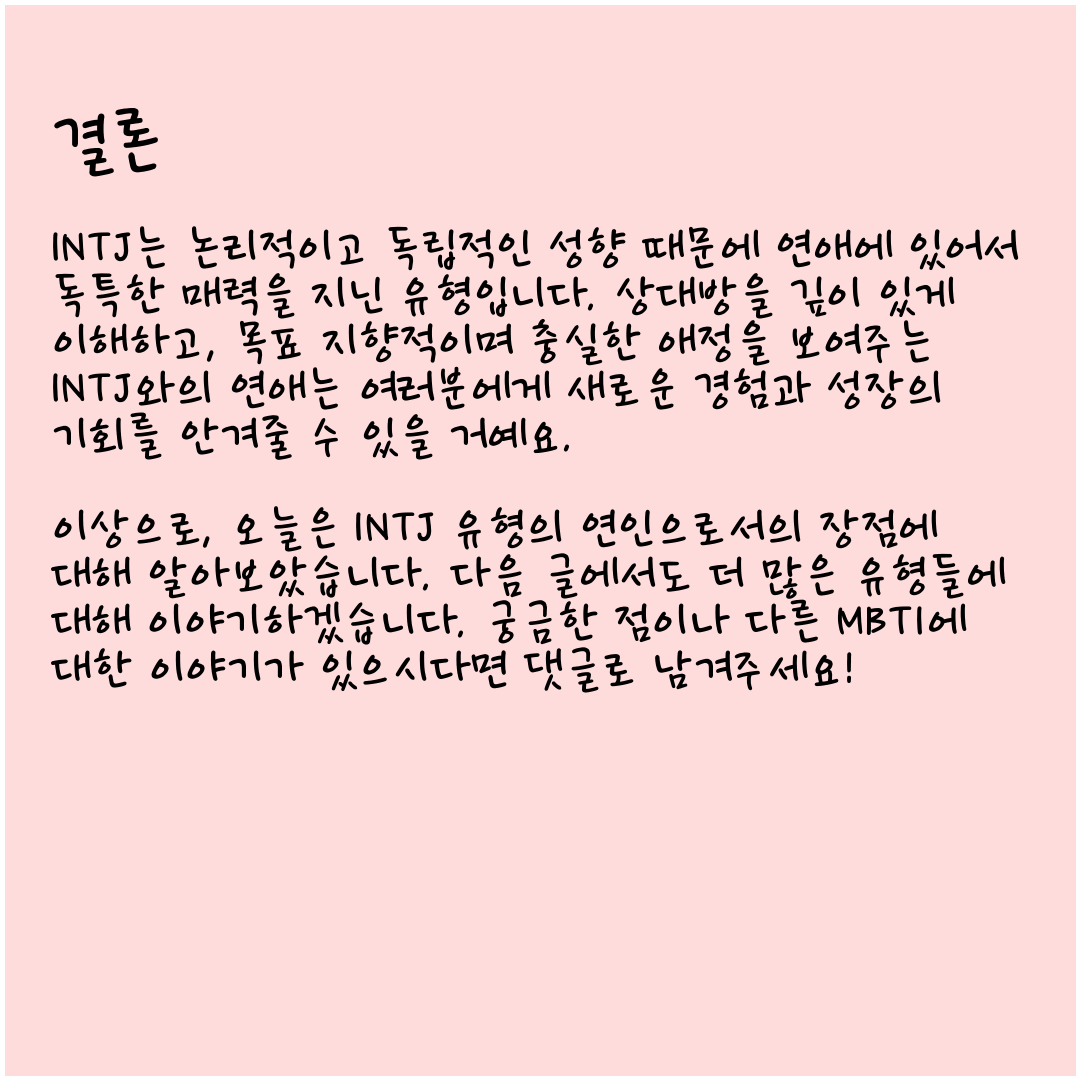 결론
INTJ는 논리적이고 독립적인 성향 때문에 연애에 있어서
독특한 매력을 지닌 유형입니다. 상대방을 깊이 있게
이해하고, 목표 지향적이며 충실한 애정을 보여주는
INTJ와의 연애는 여러분에게 새로운 경험과 성장의
기회를 안겨줄 수 있을 거예요.
이상으로, 오늘은 INTJ 유형의 연인으로서의 장점에
대해 알아보았습니다. 다음 글에서도 더 많은 유형들에
대해 이야기하겠습니다. 궁금한 점이나 다른 MBTI에
대한 이야기가 있으시다면 댓글로 남겨주세요!